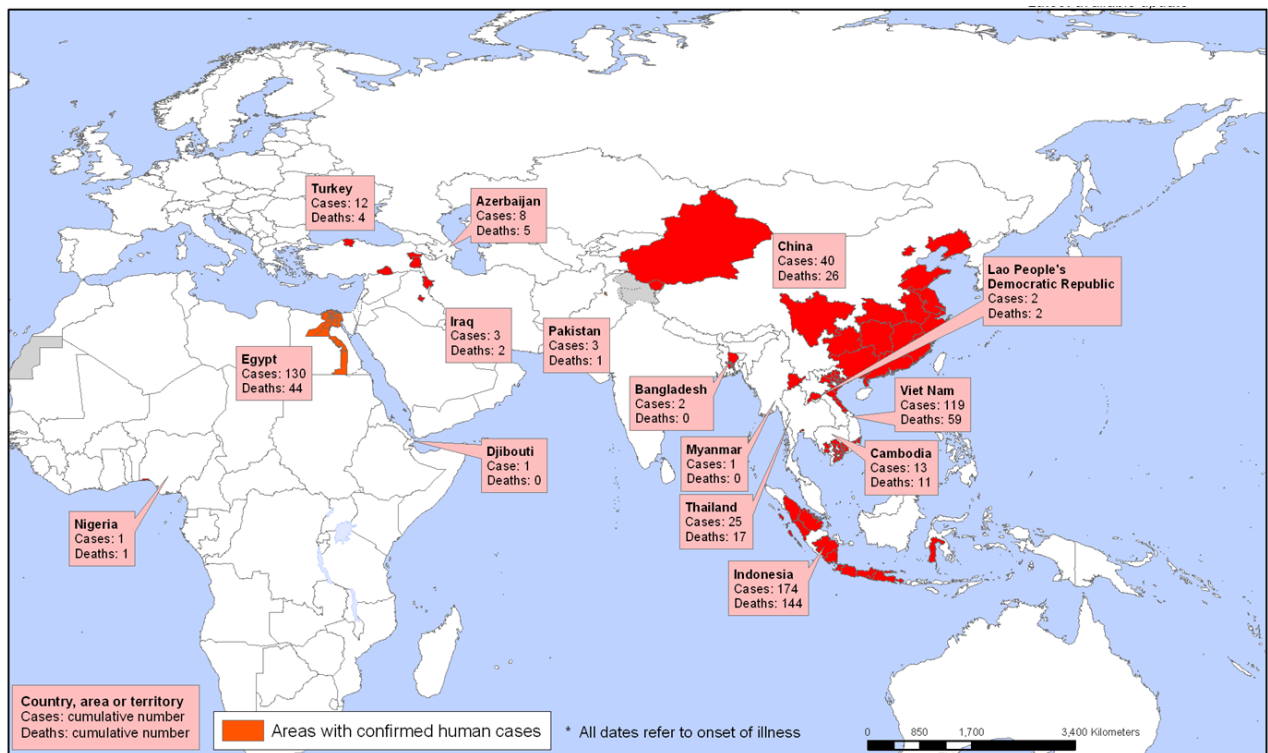 Turkey
Cases: 12
Deaths: 4
Azerbaijan
Cases: 8
Deaths: 5
China
Cases: 40
Deaths: 26
Lao People's
Democratic Republic
Cases: 2
Deaths: 2
Iraq
Cases: 3
Deaths: 2
Pakistan
Cases: 3
Deaths: 1
Egypt
Cases: 130
Deaths: 44
Bangladesh
Cases: 2
Deaths: 0
Viet Nam
Cases: 119
Deaths: 59
Djibouti
Case: 1
Deaths: 0
Myanmar
Cases: 1
Deaths: 0
Cambodia
Cases: 13
Deaths: 11
Nigeria
Cases: 1
Deaths: 1
Thailand
Cases: 25
Deaths: 17
Indonesia
Cases: 174
Deaths: 144
Country, area or territory
Cases: cumulative number
Deaths: cumulative number
Areas with confirmed human cases
* All dates refer to onset of illness
0 850 1,700 3,400 Kilometers